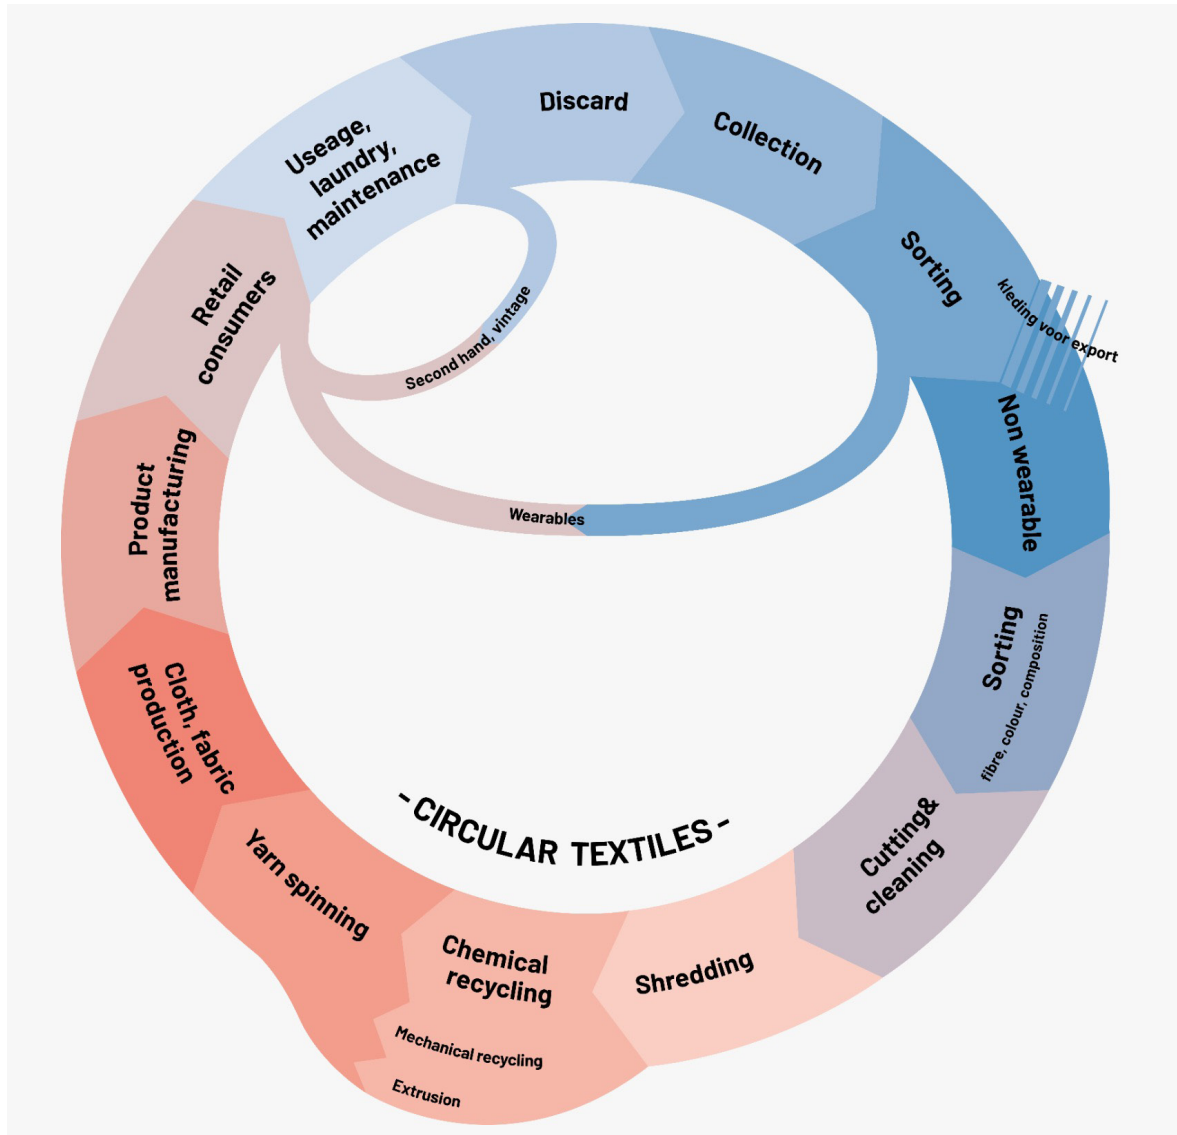 Discard
Collection
Sorting
kleding voor export
Non wearable
Sorting
fibre, colour, composition
Cutting&
cleaning
Shredding
Chemical
recycling
Mechanical recycling
Extrusion
Yarn spinning
Cloth, fabric
production
Product
manufacturing
Retail
consumers
Useage,
laundry,
maintenance
Second hand, vintage
Wearables
- CIRCULAR TEXTILES -